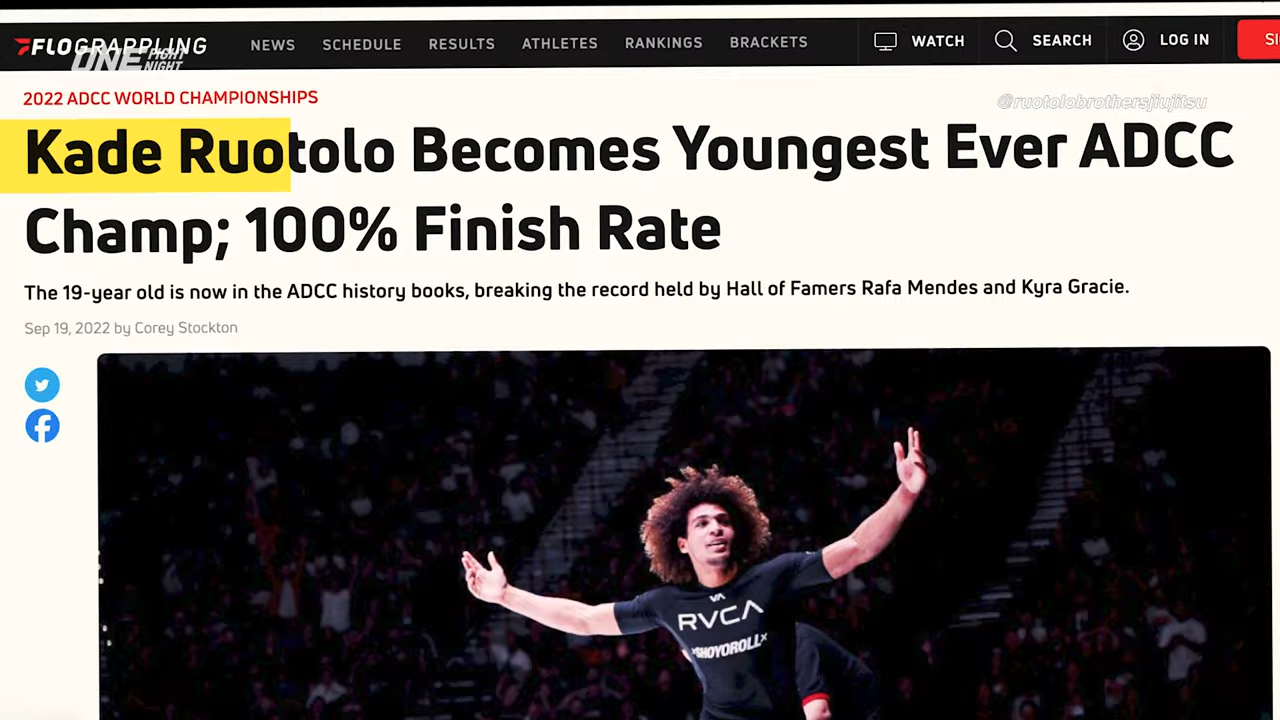 FLOGRAPPLING
ONE FIGHT NIGHT
NEWS SCHEDULE RESULTS ATHLETES RANKINGS BRACKETS WATCH SEARCH LOG IN
2022 ADCC WORLD CHAMPIONSHIPS
@ruotolobrothersjiujitsu
Kade Ruotolo Becomes Youngest Ever ADCC
Champ; 100% Finish Rate
The 19-year old is now in the ADCC history books, breaking the record held by Hall of Famers Rafa Mendes and Kyra Gracie.
Sep 19, 2022 by Corey Stockton
VA
RVCA
SHOYOROLL